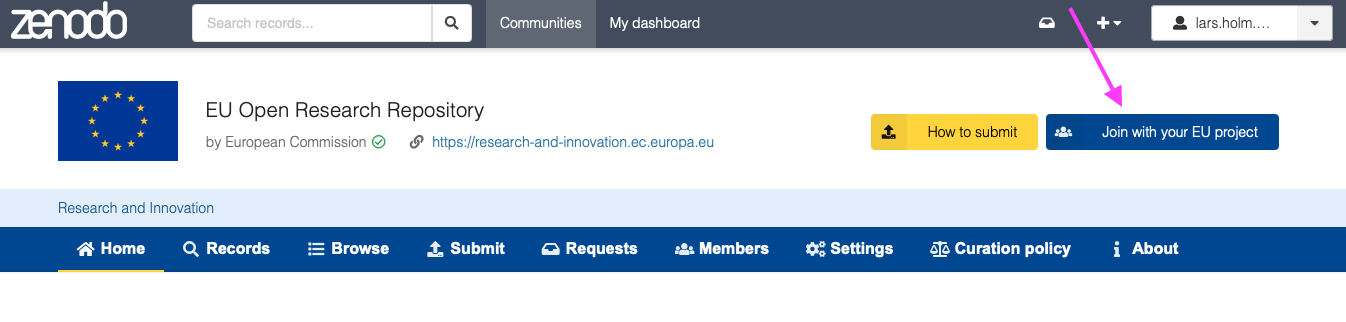 zenodo
Search records...
Communities
My dashboard
lars.holm....
EU Open Research Repository
by European Commission
https://research-and-innovation.ec.europa.eu
How to submit
Join with your EU project
Research and Innovation
Home
Records
Browse
Submit
Requests
Members
Settings
Curation policy
About